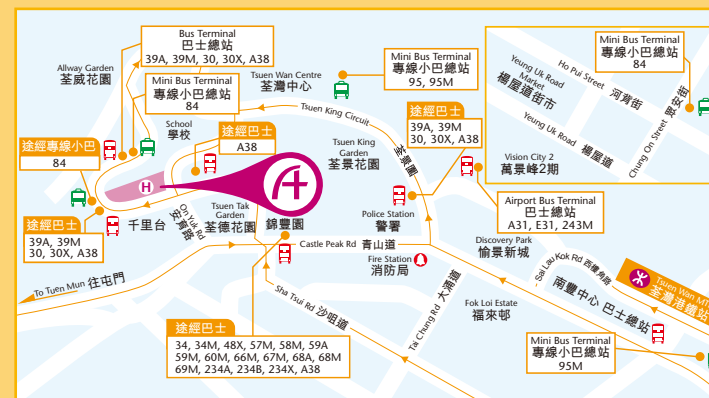 Bus Terminal
巴士總站
39A, 39M, 30, 30X, A38
Allway Garden
荃威花園
Mini Bus Terminal
專線小巴總站
84
Tsuen Wan Centre
荃灣中心
Mini Bus Terminal
專線小巴總站
95, 95M
School
學校
途經巴士
A38
Tsuen King Circuit
途經專線小巴
84
Tsuen King
Garden
荃景花園
荃景圍
途經巴士
39A, 39M
30, 30X, A38
Yeung Uk Road
Market
楊屋道街市
Ho Pui Street 河背街
Mini Bus Terminal
專線小巴總站
84
Yeung Uk Road 楊屋道
Chung On Street 眾安街
Vision City 2
萬景峰2期
H
途經巴士
39A, 39M
30, 30X, A38
千里台
On Yuk Rd
安育路
Tsuen Tak
Garden
荃德花園
錦豐園
Police Station
警署
Airport Bus Terminal
巴士總站
A31, E31, 243M
Castle Peak Rd 青山道
Discovery Park
愉景新城
Fire Station
消防局
Sai Lau Kok Rd 西樓角路
Tsuen Wan MT
荃灣港鐵站
南豐中心 巴士總站
To Tuen Mun 往屯門
Sha Tsui Rd 沙咀道
Tai Chung Rd 大涌道
Fok Loi Estate
福來邨
途經巴士
34, 34M, 48X, 57M, 58M, 59A
59M, 60M, 66M, 67M, 68A, 68M
69M, 234A, 234B, 234X, A38
Mini Bus Terminal
專線小巴總站
95M